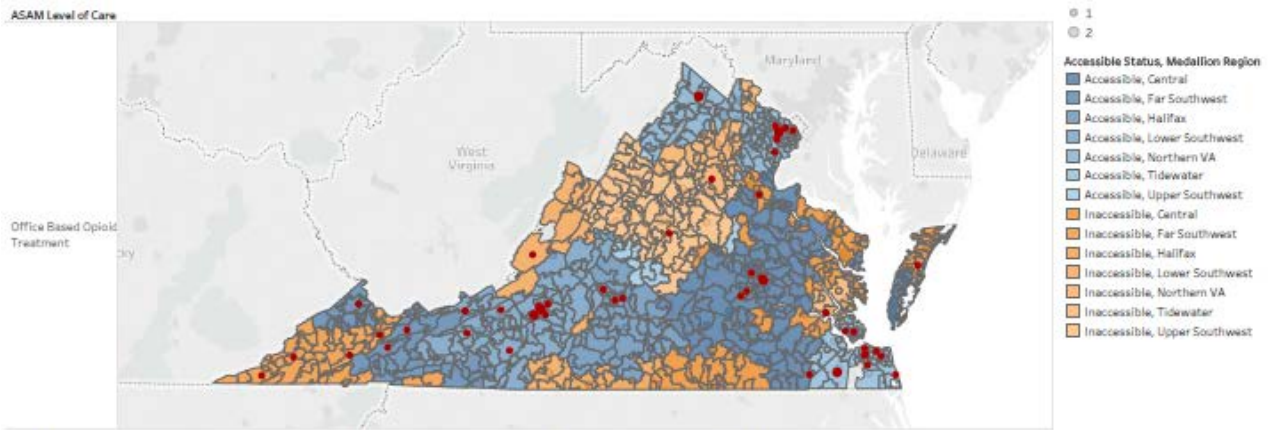 ASAM Level of Care
1
2
Maryland
Accessible Status, Medallion Region
Accessible, Central
Accessible, Far Southwest
Accessible, Halifax
Accessible, Lower Southwest
Accessible, Northern VA
Accessible, Tidewater
Accessible, Upper Southwest
Inaccessible, Central
Inaccessible, Far Southwest
Inaccessible, Halifax
Inaccessible, Lower Southwest
Inaccessible, Northern VA
Inaccessible, Tidewater
Inaccessible, Upper Southwest
West
Virginia
Delaware
Office Based Opioid
Treatment
cky